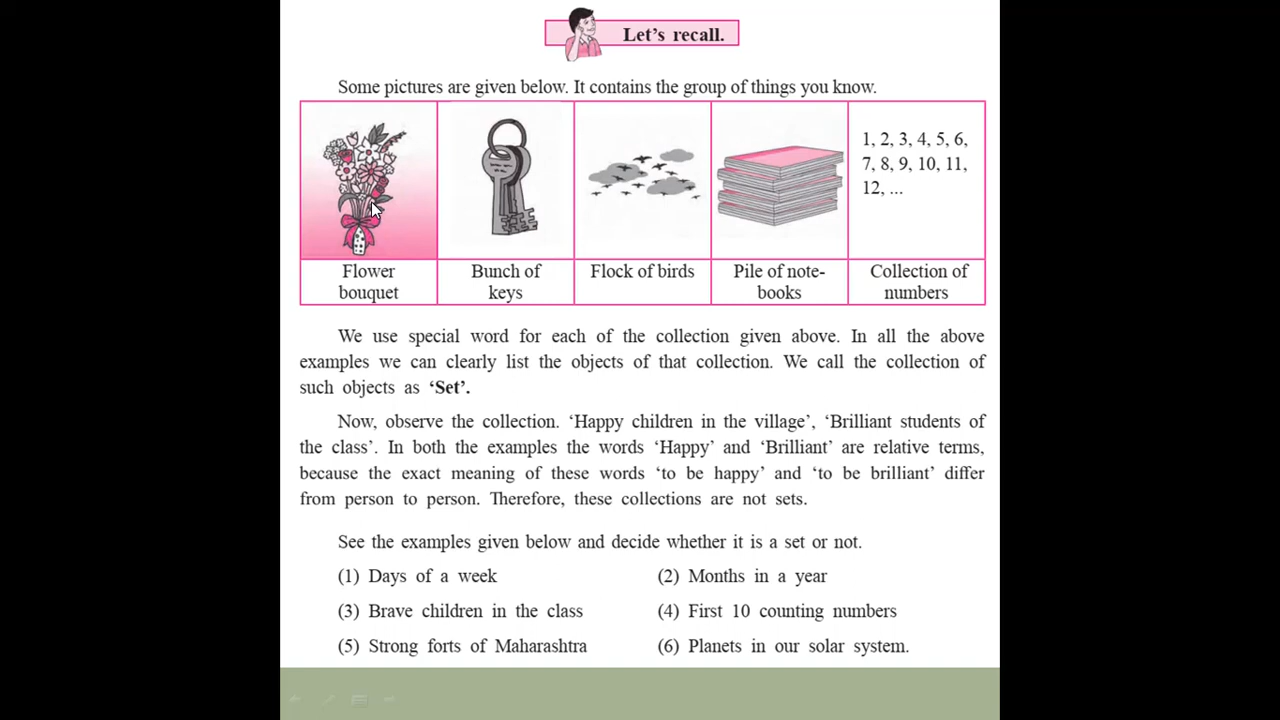 Let's recall.
Some pictures are given below. It contains the group of things you know.
1, 2, 3, 4, 5, 6,
7, 8, 9, 10, 11,
12, ...
Flower bouquet
Bunch of keys
Flock of birds
Pile of note-books
Collection of numbers
We use special word for each of the collection given above. In all the above
examples we can clearly list the objects of that collection. We call the collection of
such objects as ‘Set’.
Now, observe the collection. ‘Happy children in the village’, ‘Brilliant students of
the class’. In both the examples the words ‘Happy’ and ‘Brilliant’ are relative terms,
because the exact meaning of these words ‘to be happy’ and ‘to be brilliant’ differ
from person to person. Therefore, these collections are not sets.
See the examples given below and decide whether it is a set or not.
(1) Days of a week
(2) Months in a year
(3) Brave children in the class
(4) First 10 counting numbers
(5) Strong forts of Maharashtra
(6) Planets in our solar system.